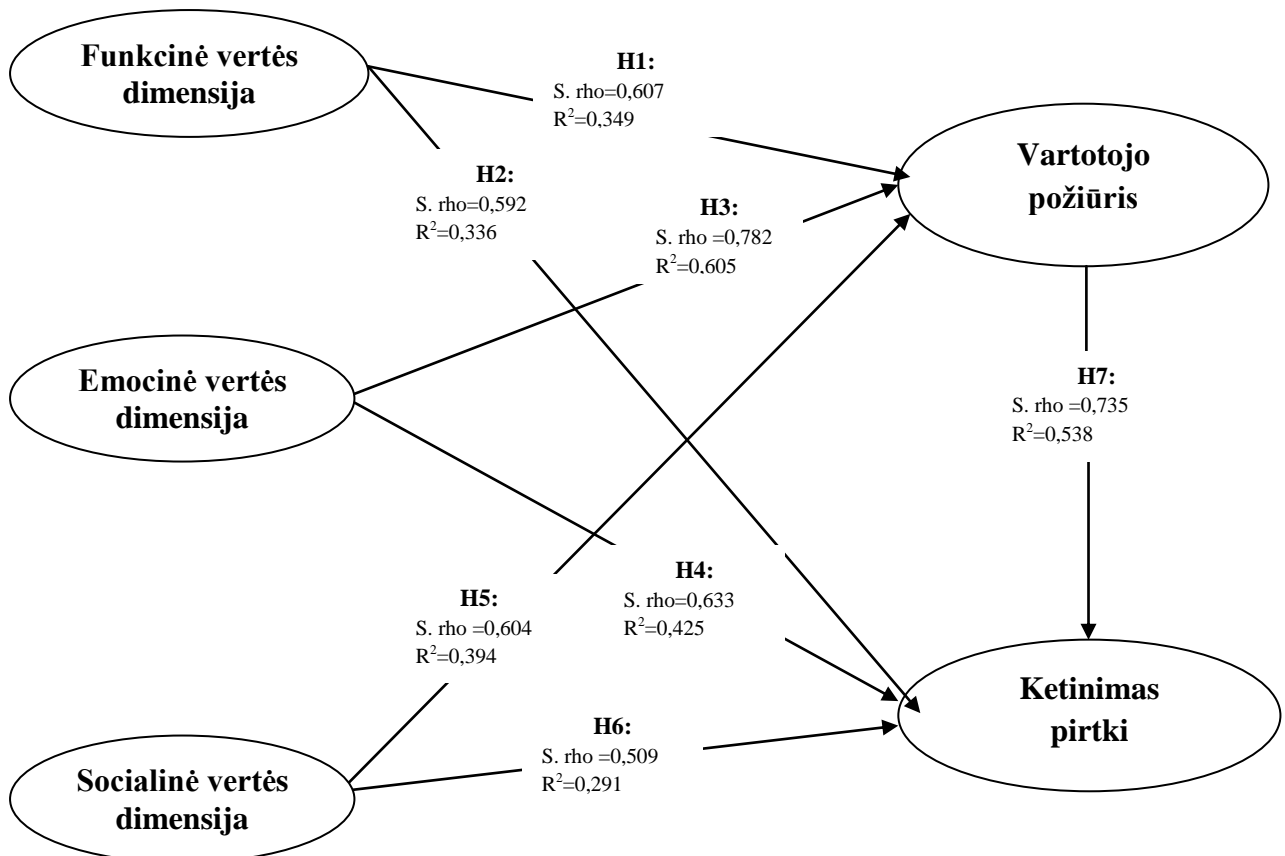 Funkcinė vertės
dimensija
H1:
S. rho=0,607
R²=0,349
Vartotojo
požiūris
H2:
S. rho=0,592
R²=0,336
H3:
S. rho =0,782
R²=0,605
Emocinė vertės
dimensija
H7:
S. rho =0,735
R²=0,538
H4:
S. rho=0,633
R²=0,425
H5:
S. rho =0,604
R²=0,394
Ketinimas
pirtki
H6:
S. rho =0,509
R²=0,291
Socialinė vertės
dimensija